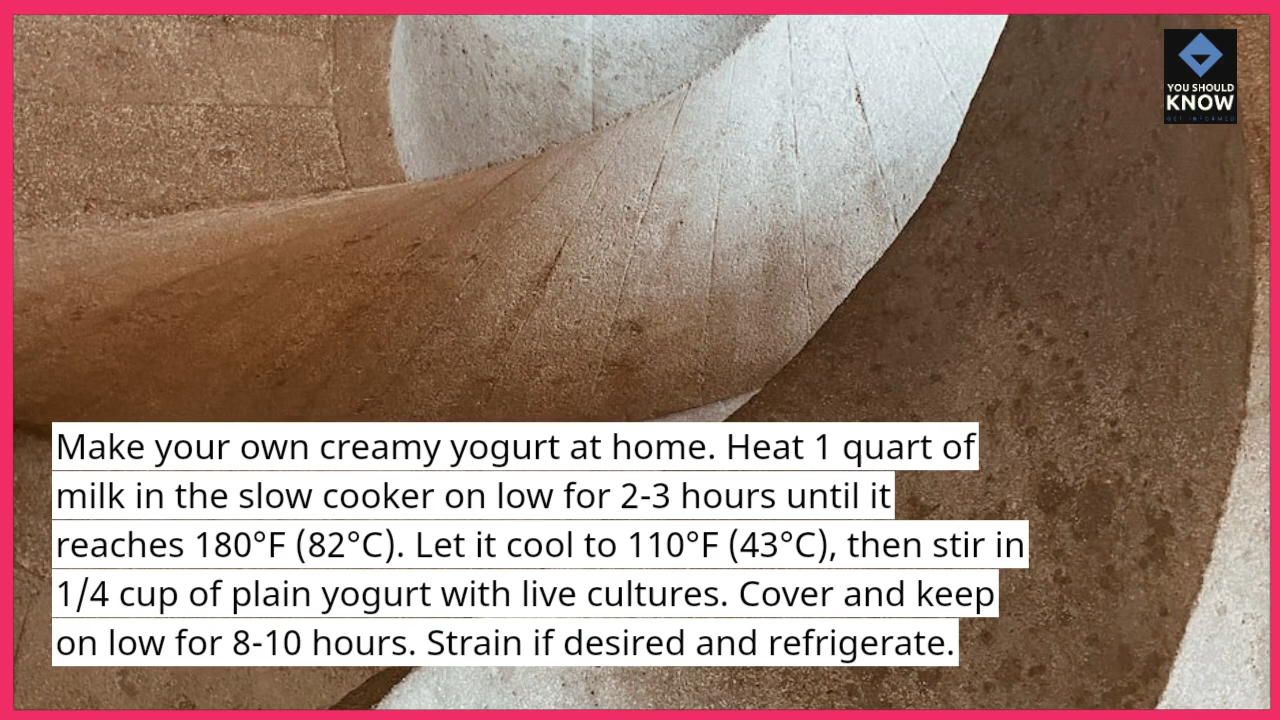 YOU SHOULD
KNOW
GET INFORMED
Make your own creamy yogurt at home. Heat 1 quart of
milk in the slow cooker on low for 2-3 hours until it
reaches 180°F (82°C). Let it cool to 110°F (43°C), then stir in
1/4 cup of plain yogurt with live cultures. Cover and keep
on low for 8-10 hours. Strain if desired and refrigerate.